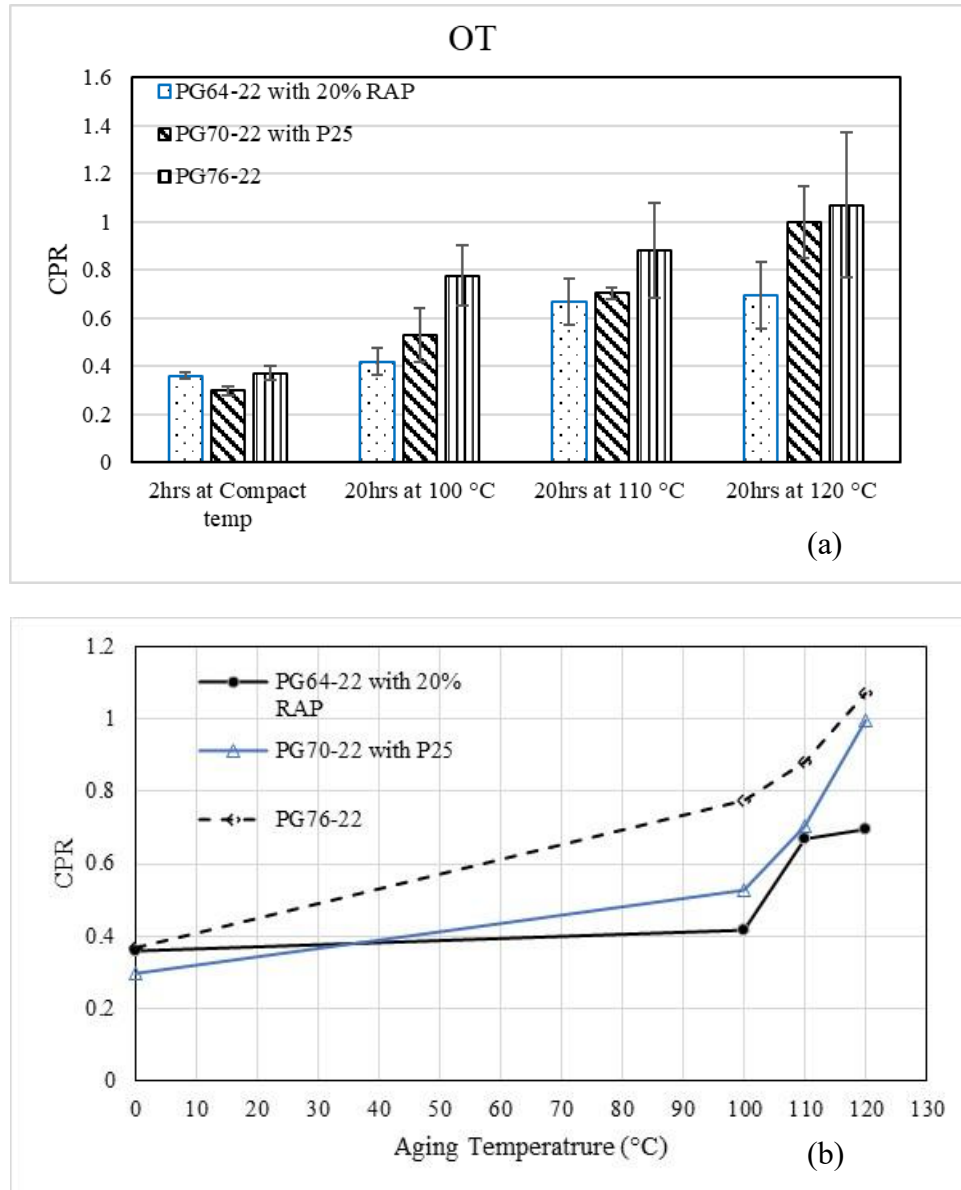 OT
1.6
1.4
1.2
1
0.8
0.6
0.4
0.2
0
CPR
PG64-22 with 20% RAP
PG70-22 with P25
PG76-22
2hrs at Compact
temp
20hrs at 100 °C
20hrs at 110 °C
20hrs at 120 °C
(a)
1.2
1
0.8
0.6
0.4
0.2
0
CPR
PG64-22 with 20%
RAP
PG70-22 with P25
PG76-22
0 10 20 30 40 50 60 70 80 90 100 110 120 130
Aging Temperatrure (°C)
(b)